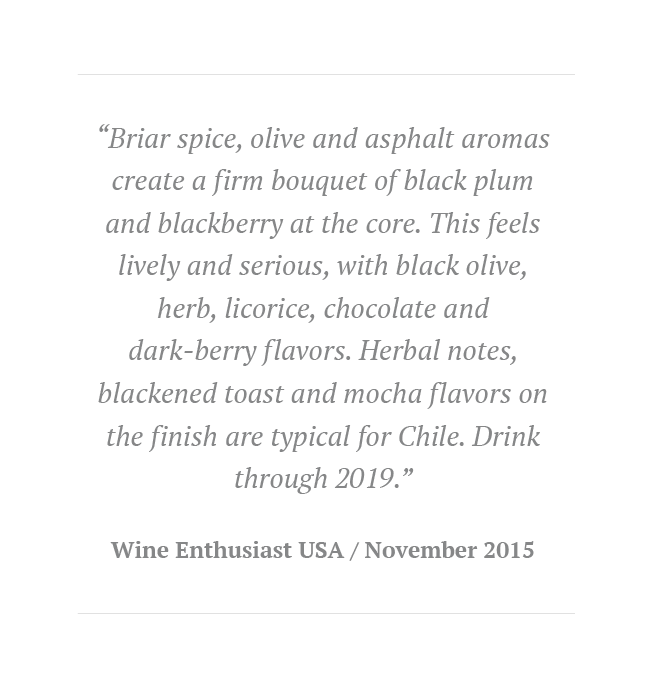 “Briar spice, olive and asphalt aromas
create a firm bouquet of black plum
and blackberry at the core. This feels
lively and serious, with black olive,
herb, licorice, chocolate and
dark-berry flavors. Herbal notes,
blackened toast and mocha flavors on
the finish are typical for Chile. Drink
through 2019.”
Wine Enthusiast USA / November 2015